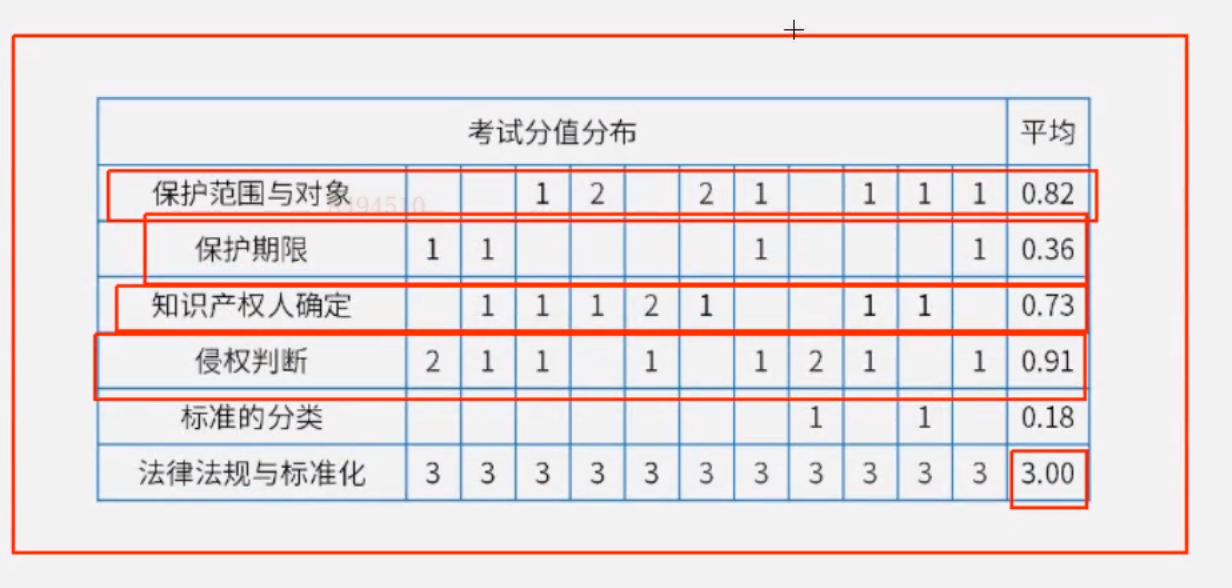 考试分值分布 平均
保护范围与对象 1 2 2 1 1 1 1 0.82
保护期限 1 1 1 1 0.36
知识产权人确定 1 1 1 2 1 1 1 0.73
侵权判断 2 1 1 1 1 2 1 1 0.91
标准的分类 1 1 0.18
法律法规与标准化 3 3 3 3 3 3 3 3 3 3 3 3.00